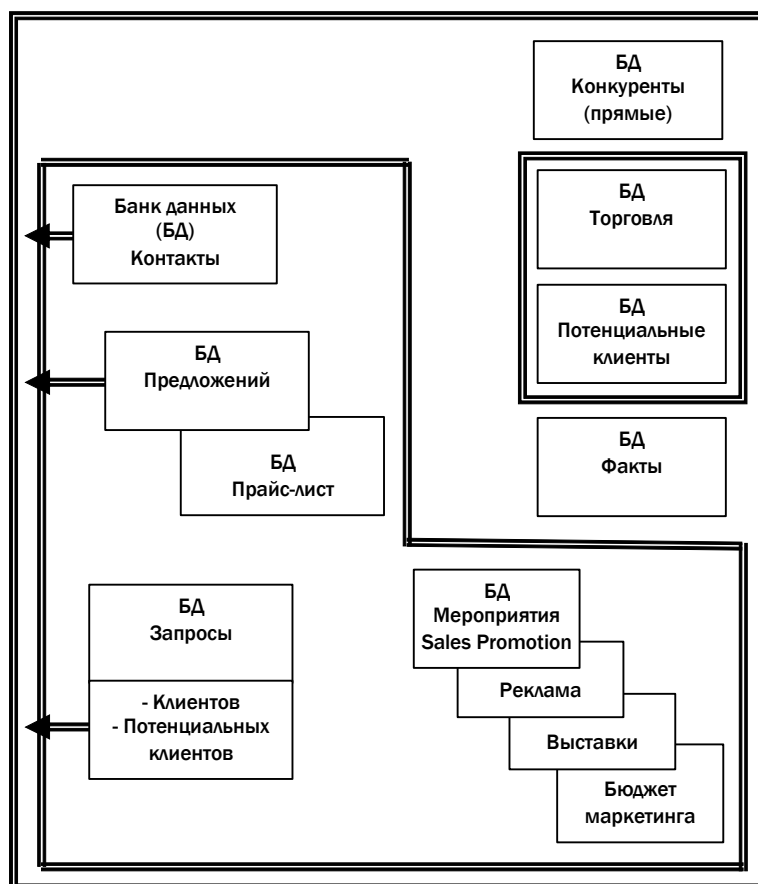 БД
Конкуренты
(прямые)
Банк данных
(БД)
Контакты
БД
Торговля
БД
Потенциальные
клиенты
БД
Предложений
БД
Прайс-лист
БД
Факты
БД
Запросы
- Клиентов
- Потенциальных
клиентов
БД
Мероприятия
Sales Promotion
Реклама
Выставки
Бюджет
маркетинга